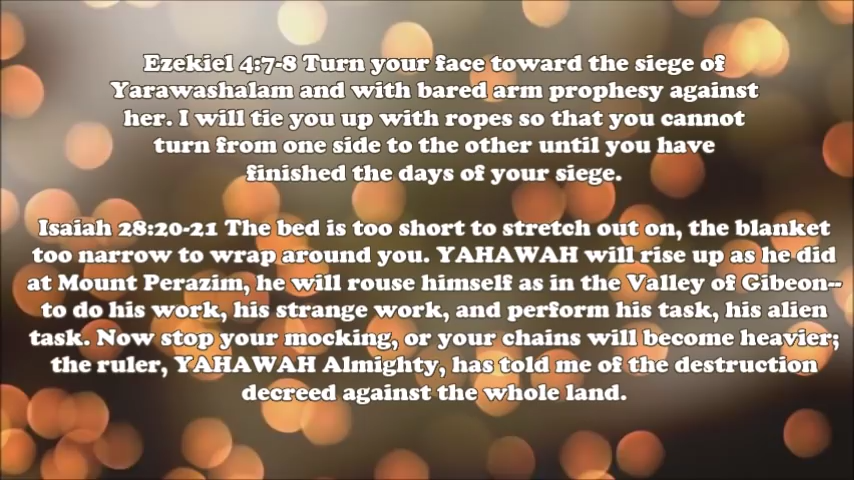 Ezekiel 4:7-8 Turn your face toward the siege of
Yarawashalam and with bared arm prophesy against
her. I will tie you up with ropes so that you cannot
turn from one side to the other until you have
finished the days of your siege.
Isaiah 28:20-21 The bed is too short to stretch out on, the blanket
too narrow to wrap around you. YAHAWAH will rise up as he did
at Mount Perazim, he will rouse himself as in the Valley of Gibeon--
to do his work, his strange work, and perform his task, his alien
task. Now stop your mocking, or your chains will become heavier;
the ruler, YAHAWAH Almighty, has told me of the destruction
decreed against the whole land.